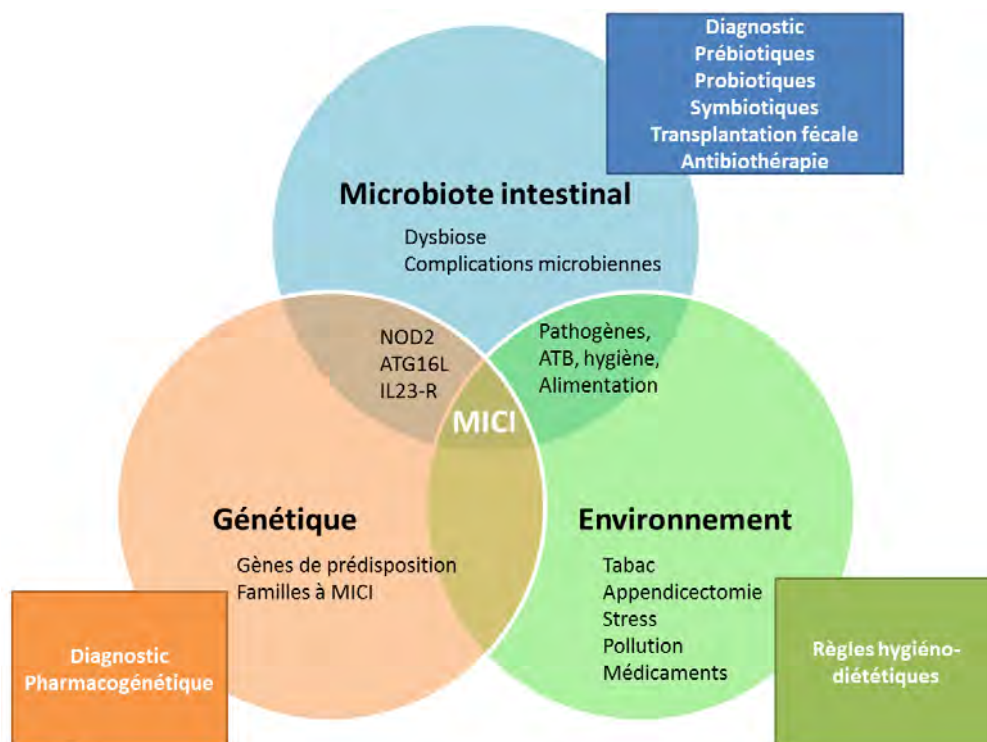 Diagnostic
Prébiotiques
Probiotiques
Symbiotiques
Transplantation fécale
Antibiothérapie
Microbiote intestinal
Dysbiose
Complications microbiennes
NOD2
ATG16L
IL23-R
Pathogènes,
ATB, hygiène,
Alimentation
MICI
Génétique
Gènes de prédisposition
Familles à MICI
Environnement
Tabac
Appendicectomie
Stress
Pollution
Médicaments
Diagnostic
Pharmacogénétique
Règles hygiéno-
diététiques